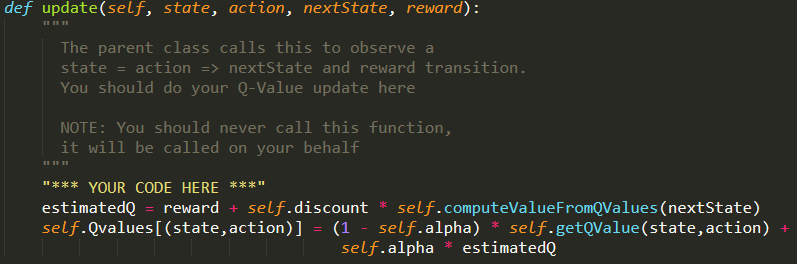 def update(self, state, action, nextState, reward):
"""
The parent class calls this to observe a
state = action => nextState and reward transition.
You should do your Q-Value update here
NOTE: You should never call this function,
it will be called on your behalf
"""
"*** YOUR CODE HERE ***"
estimatedQ = reward + self.discount * self.computeValueFromQValues(nextState)
self.Qvalues[(state,action)] = (1 - self.alpha) * self.getQValue(state,action) +
self.alpha * estimatedQ